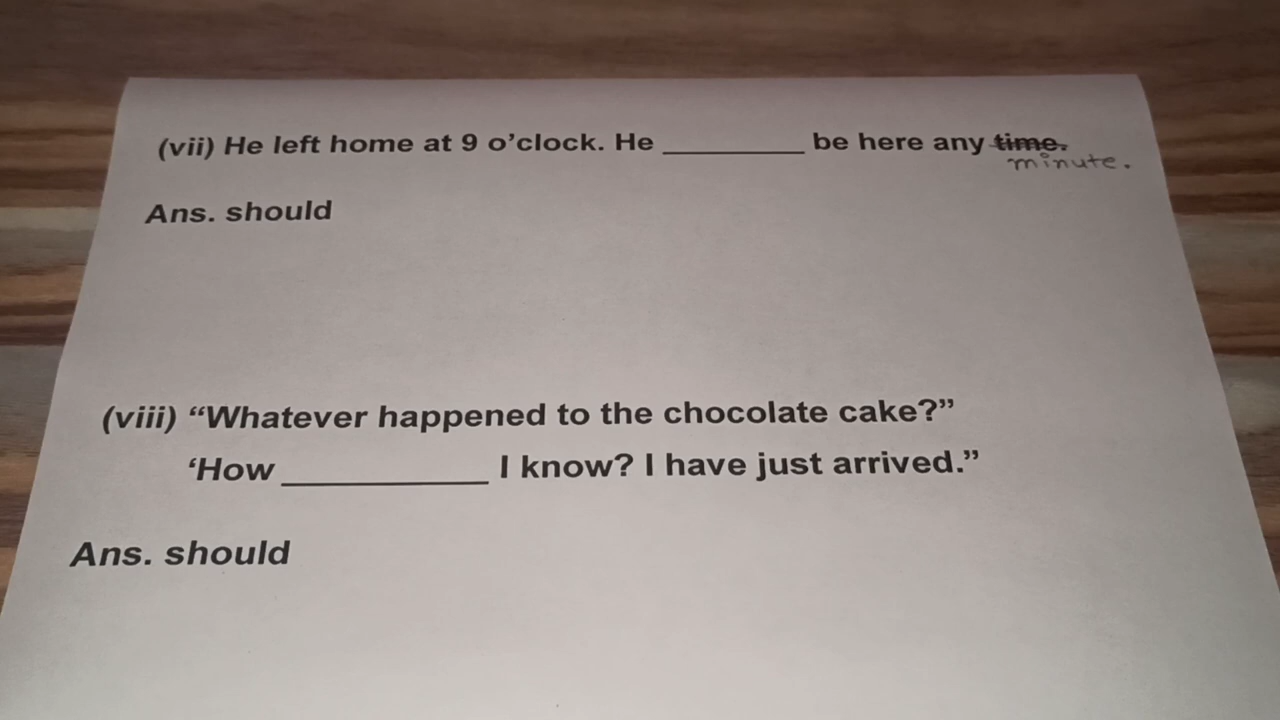 (vii) He left home at 9 o’clock. He __________ be here any time.
minute.
Ans. should
(viii) “Whatever happened to the chocolate cake?”
‘How ____________ I know? I have just arrived.”
Ans. should